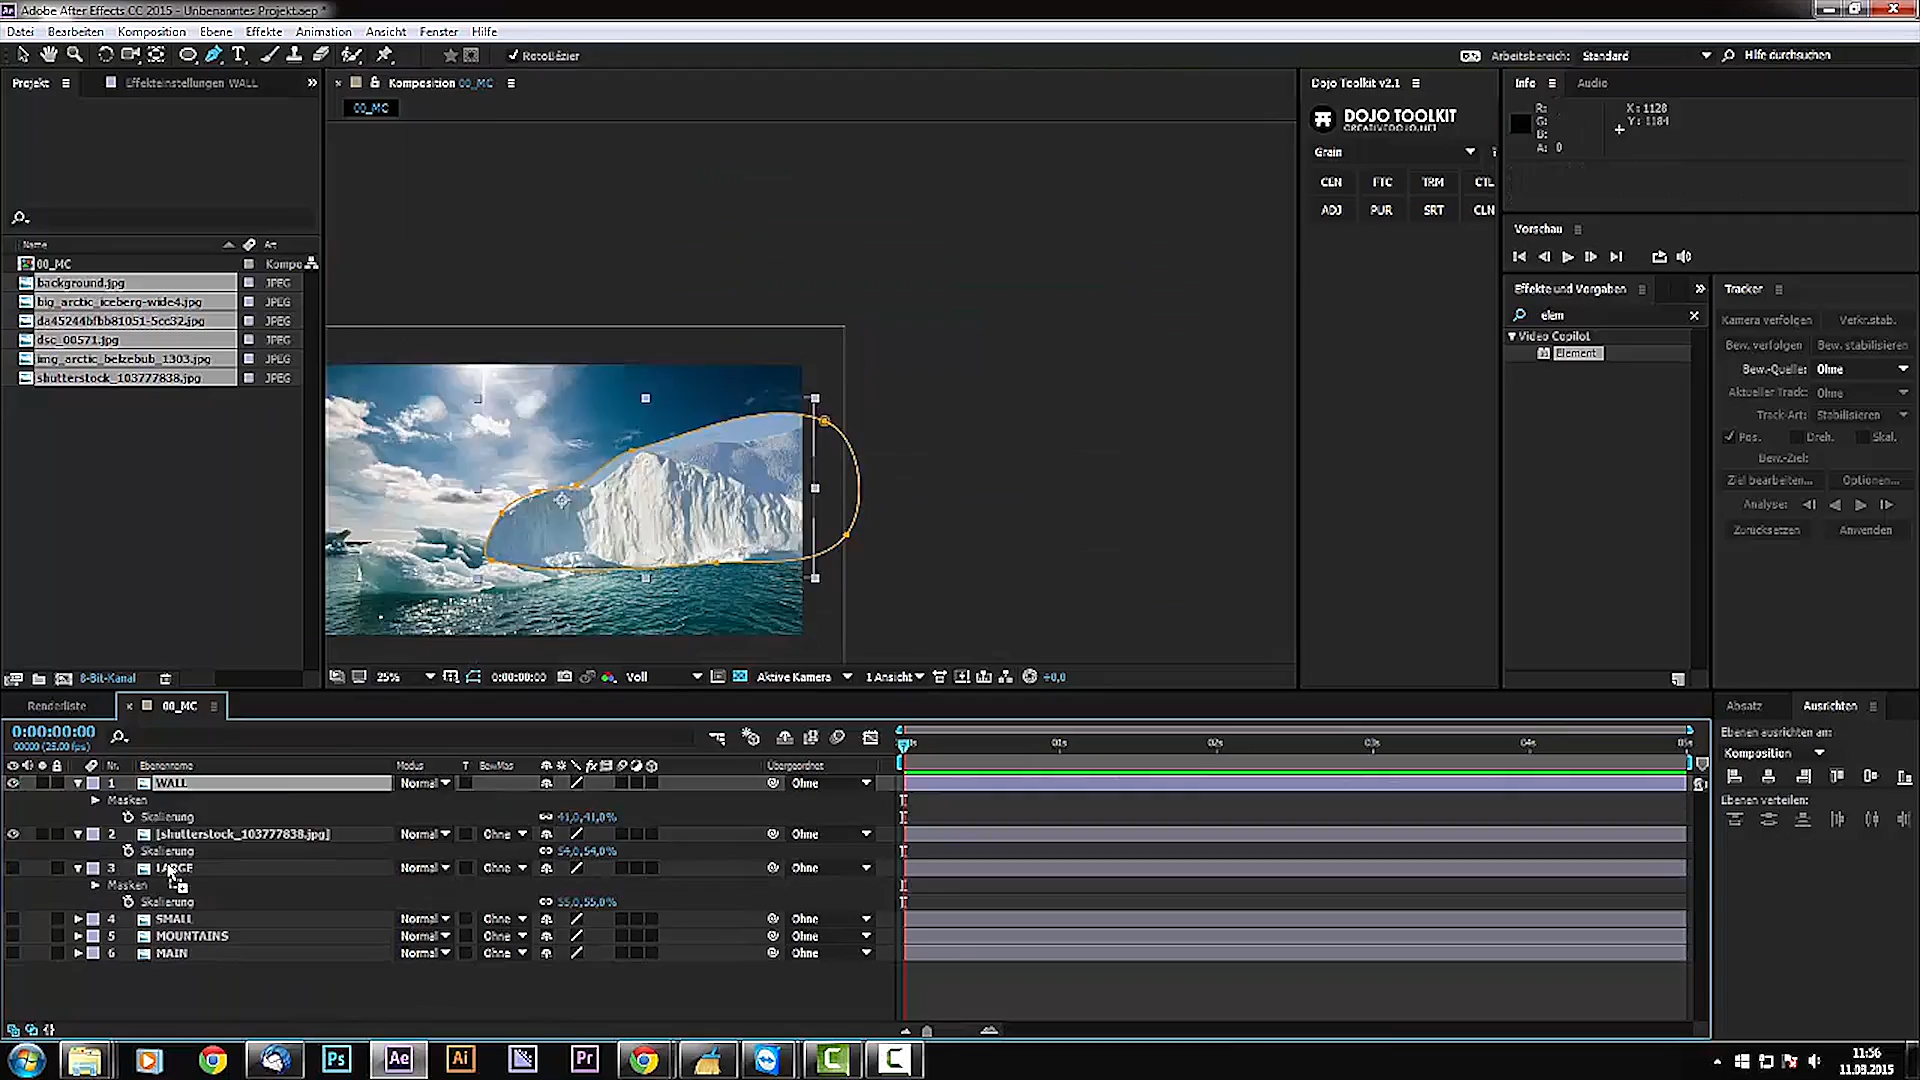 Adobe After Effects CC 2015 - Unbenanntes Projekt.aep *
Datei Bearbeiten Komposition Ebene Effekte Animation Ansicht Fenster Hilfe
RotoBézier
Arbeitsbereich: Standard
Hilfe durchsuchen
Projekt
Effekteinstellungen WALL
Komposition 00_MC
00_MC
Name
Art
00_MC Kompo
background.jpg JPEG
big_arctic_iceberg-wide4.jpg JPEG
da45244bfbb81051-5cc32.jpg JPEG
dsc_00571.jpg JPEG
img_arctic_belzebub_1303.jpg JPEG
shutterstock_103777838.jpg JPEG
8-Bit-Kanal
25%
0:00:00:00
Voll
Aktive Kamera
1 Ansicht
+0,0
Dojo Toolkit v2.1
DOJO TOOLKIT
CREATIVEDOJO.NET
Grain
CEN FTC TRM CTL
ADJ PUR SRT CLN
Info Audio
R:
G:
B:
A: 0
X: 1128
Y: 1184
Vorschau
Effekte und Vorgaben
elem
Video Copilot
Element
Tracker
Kamera verfolgen Verkr.stab.
Bew. verfolgen Bew. stabilisieren
Bew.-Quelle: Ohne
Aktueller Track: Ohne
Track-Art: Stabilisieren
Pos. Dreh. Skal.
Bew.-Ziel:
Ziel bearbeiten... Optionen...
Analyse:
Zurücksetzen Anwenden
Renderliste
00_MC
0:00:00:00
00000 (25.00 fps)
Nr. Ebenenname Modus T BewMas Übergeordnet
01s 02s 03s 04s 05s
1 WALL Normal Ohne
Masken
Skalierung 41,0,41,0%
2 [shutterstock_103777838.jpg] Normal Ohne Ohne
Skalierung 54,0,54,0%
3 LARGE Normal Ohne Ohne
Masken
Skalierung 55,0,55,0%
4 SMALL Normal Ohne Ohne
5 MOUNTAINS Normal Ohne Ohne
6 MAIN Normal Ohne Ohne
Absatz Ausrichten
Ebenen ausrichten an:
Komposition
Ebenen verteilen:
Ps
Ae
Ai
Pr
11:56
11.08.2015